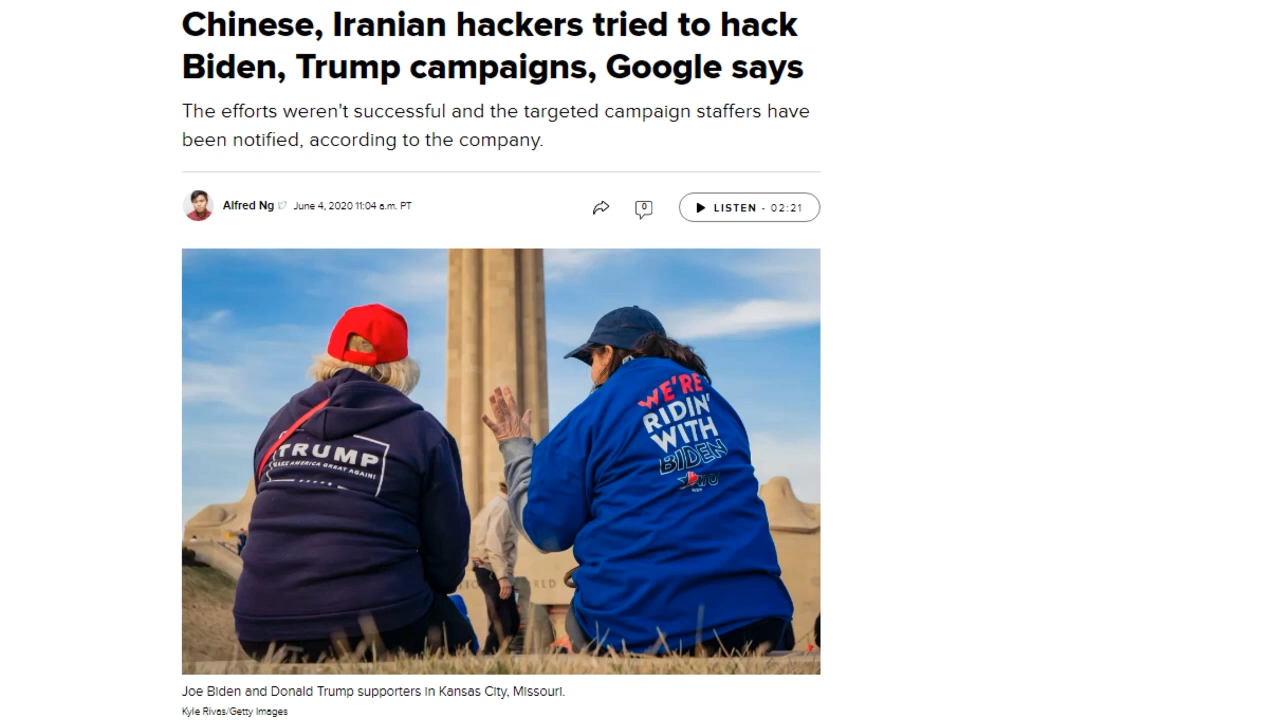 Chinese, Iranian hackers tried to hack
Biden, Trump campaigns, Google says
The efforts weren't successful and the targeted campaign staffers have
been notified, according to the company.
Alfred Ng June 4, 2020 11:04 a.m. PT
0
LISTEN - 02:21
TRUMP
MAKE AMERICA GREAT AGAIN!
WE'RE
RIDIN'
WITH
BIDEN
Joe Biden and Donald Trump supporters in Kansas City, Missouri.
Kyle Rivas/Getty Images